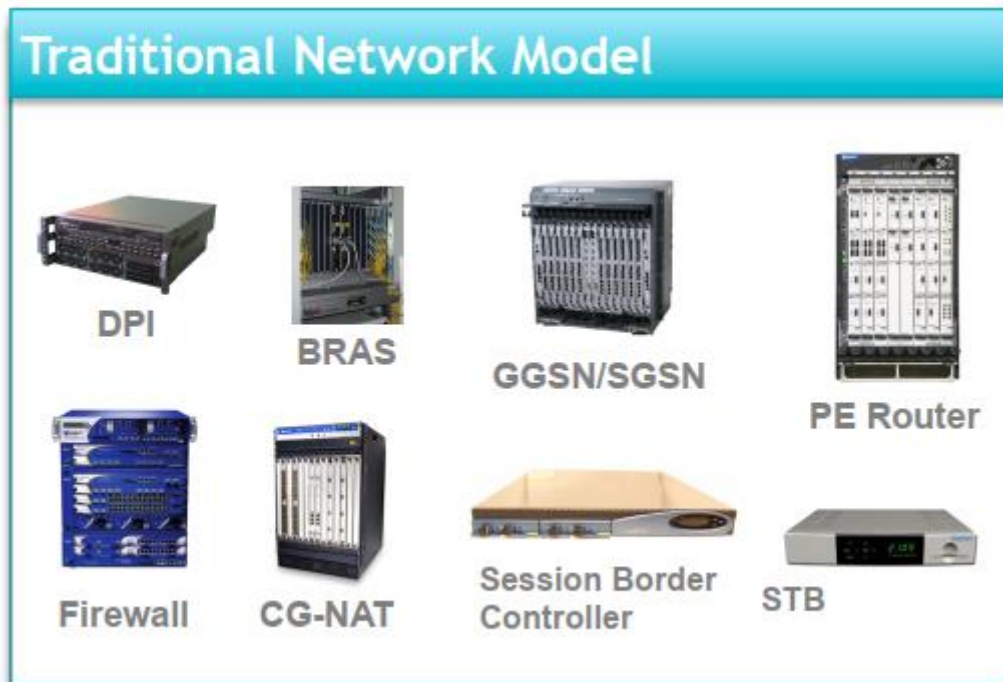 Traditional Network Model
DPI
BRAS
GGSN/SGSN
PE Router
Firewall
CG-NAT
Session Border
Controller
STB